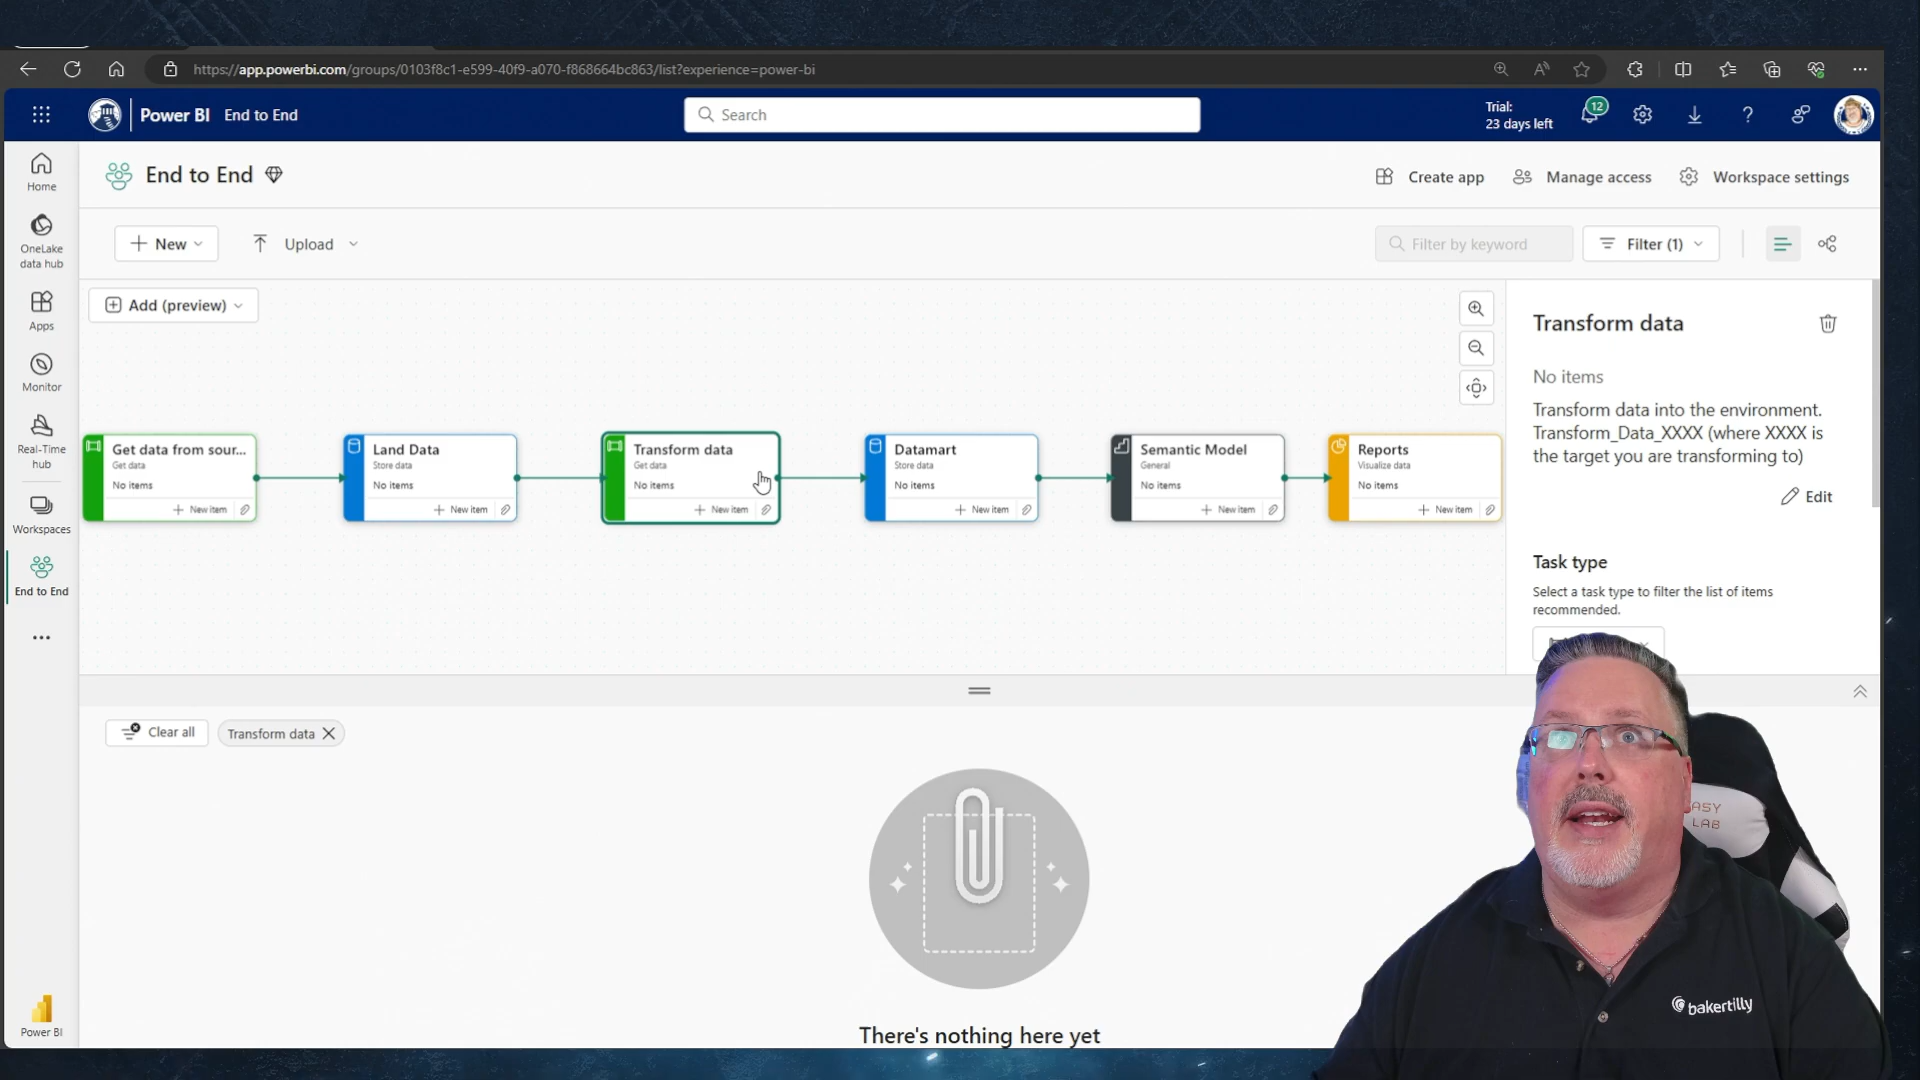 https://app.powerbi.com/groups/0103f8c1-e599-40f9-a070-f868664bc863/list?experience=power-bi
Power BI End to End
Search
Trial:
23 days left
12
End to End
Create app
Manage access
Workspace settings
Home
OneLake
data hub
Apps
Monitor
Real-Time
hub
Workspaces
End to End
Power BI
New
Upload
Filter by keyword
Filter (1)
Add (preview)
Get data from sour...
Get data
No items
New item
Land Data
Store data
No items
New item
Transform data
Get data
No items
New item
Datamart
Store data
No items
New item
Semantic Model
General
No items
New item
Reports
Visualize data
No items
New item
Transform data
No items
Transform data into the environment.
Transform_Data_XXXX (where XXXX is
the target you are transforming to)
Edit
Task type
Select a task type to filter the list of items
recommended.
Clear all
Transform data
There's nothing here yet
ASY
LAB
bakertilly